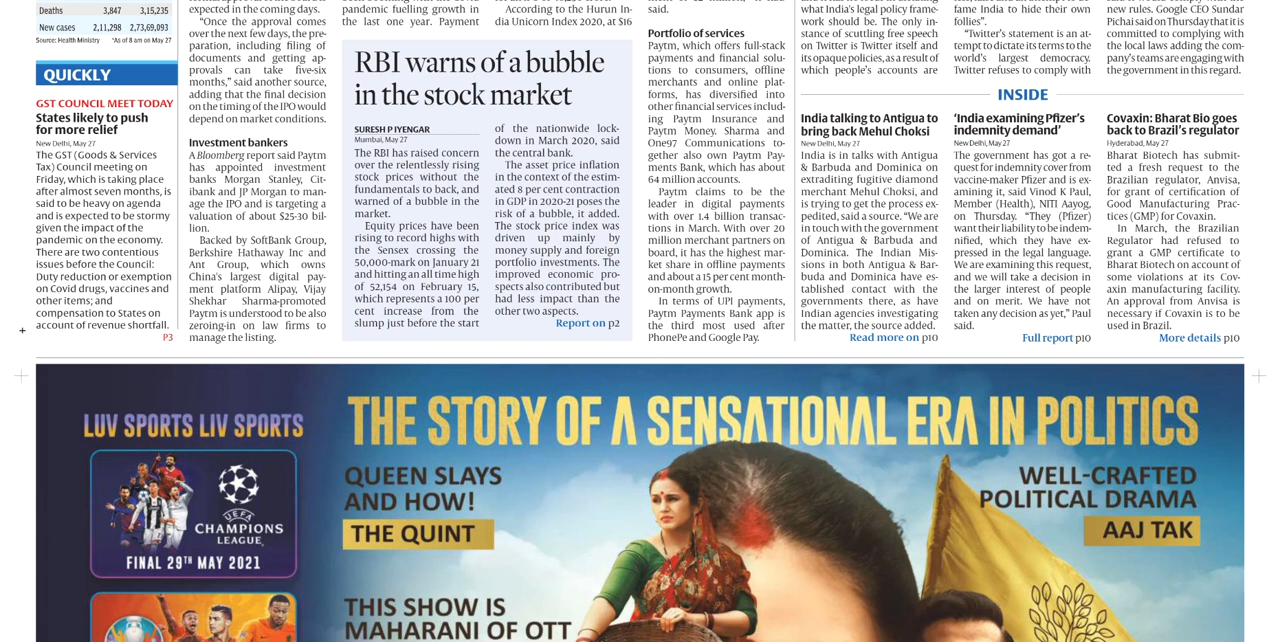 Deaths 3,847 3,15,235
New cases 2,11,298 2,73,69,093
Source: Health Ministry *As of 8 am on May 27
QUICKLY
GST COUNCIL MEET TODAY
States likely to push
for more relief
New Delhi, May 27
The GST (Goods & Services
Tax) Council meeting on
Friday, which is taking place
after almost seven months, is
said to be heavy on agenda
and is expected to be stormy
given the impact of the
pandemic on the economy.
There are two contentious
issues before the Council:
Duty reduction or exemption
on Covid drugs, vaccines and
other items; and
compensation to States on
account of revenue shortfall.
P3
expected in the coming days.
“Once the approval comes
over the next few days, the pre-
paration, including filing of
documents and getting ap-
provals can take five-six
months,” said another source,
adding that the final decision
on the timing of the IPO would
depend on market conditions.
Investment bankers
A Bloomberg report said Paytm
has appointed investment
banks Morgan Stanley, Cit-
ibank and JP Morgan to man-
age the IPO and is targeting a
valuation of about $25-30 bil-
lion.
Backed by SoftBank Group,
Berkshire Hathaway Inc and
Ant Group, which owns
China's largest digital pay-
ment platform Alipay, Vijay
Shekhar Sharma-promoted
Paytm is understood to be also
zeroing-in on law firms to
manage the listing.
pandemic fuelling growth in
the last year. Payment
According to the Hurun In-
dia Unicorn Index 2020, at $16
RBI warns of a bubble
in the stock market
SURESH P IYENGAR
Mumbai, May 27
The RBI has raised concern
over the relentlessly rising
stock prices without the
fundamentals to back, and
warned of a bubble in the
market.
Equity prices have been
rising to record highs with
the Sensex crossing the
50,000-mark on January 21
and hitting an all time high
of 52,154 on February 15,
which represents a 100 per
cent increase from the
slump just before the start
of the nationwide lock-
down in March 2020, said
the central bank.
The asset price inflation
in the context of the estim-
ated 8 per cent contraction
in GDP in 2020-21 poses the
risk of a bubble, it added.
The stock price index was
driven up mainly by
money supply and foreign
portfolio investments. The
improved economic pro-
spects also contributed but
had less impact than the
other two aspects.
Report on p2
said.
Portfolio of services
Paytm, which offers full-stack
payments and financial solu-
tions to consumers, offline
merchants and online plat-
forms, has diversified into
other financial services includ-
ing Paytm Insurance and
Paytm Money. Sharma and
One97 Communications to-
gether also own Paytm Pay-
ments Bank, which has about
64 million accounts.
Paytm claims to be the
leader in digital payments
with over 1.4 billion transac-
tions in March. With over 20
million merchant partners on
board, it has the highest mar-
ket share in offline payments
and about a 15 per cent month-
on-month growth.
In terms of UPI payments,
Paytm Payments Bank app is
the third most used after
PhonePe and Google Pay.
what India's legal policy fram-
work should be. The only in-
stance of scuttling free speech
on Twitter is Twitter itself and
its opaque policies, as a result of
which people's accounts are
fame India to hide their own
follies”.
“Twitter's statement is an at-
tempt to dictate its terms to the
world's largest democracy.
Twitter refuses to comply with
new rules. Google CEO Sundar
Pichai said on Thursday that it is
committed to complying with
the local laws adding the com-
pany's teams are engaging with
the government in this regard.
INSIDE
India talking to Antigua to
bring back Mehul Choksi
New Delhi, May 27
India is in talks with Antigua
& Barbuda and Dominica on
extraditing fugitive diamond
merchant Mehul Choksi, and
is trying to get the process ex-
pedited, said a source. “We are
in touch with the government
of Antigua & Barbuda and
Dominica. The Indian Mis-
sions in both Antigua & Bar-
buda and Dominica have es-
tablished contact with the
governments there, as have
Indian agencies investigating
the matter, the source added.
Read more on p10
‘India examining Pfizer’s
indemnity demand’
New Delhi, May 27
The government has got a re-
quest for indemnity cover from
vaccine-maker Pfizer and is ex-
amining it, said Vinod K Paul,
Member (Health), NITI Aayog,
on Thursday. “They (Pfizer)
want their liability to be indem-
nified, which they have ex-
pressed in the legal language.
We are examining this request,
and we will take a decision in
the larger interest of people
and on merit. We have not
taken any decision as yet,” Paul
said.
Full report p10
Covaxin: Bharat Bio goes
back to Brazil’s regulator
Hyderabad, May 27
Bharat Biotech has submit-
ted a fresh request to the
Brazilian regulator, Anvisa,
for grant of certification of
Good Manufacturing Prac-
tices (GMP) for Covaxin.
In March, the Brazilian
Regulator had refused to
grant a GMP certificate to
Bharat Biotech on account of
some violations at its Cov-
axin manufacturing facility.
An approval from Anvisa is
necessary if Covaxin is to be
used in Brazil.
More details p10
LUV SPORTS LIV SPORTS
UEFA
CHAMPIONS
LEAGUE
FINAL 29TH MAY 2021
THE STORY OF A SENSATIONAL ERA IN POLITICS
QUEEN SLAYS
AND HOW!
THE QUINT
THIS SHOW IS
MAHARANI OF OTT
WELL-CRAFTED
POLITICAL DRAMA
AAJ TAK